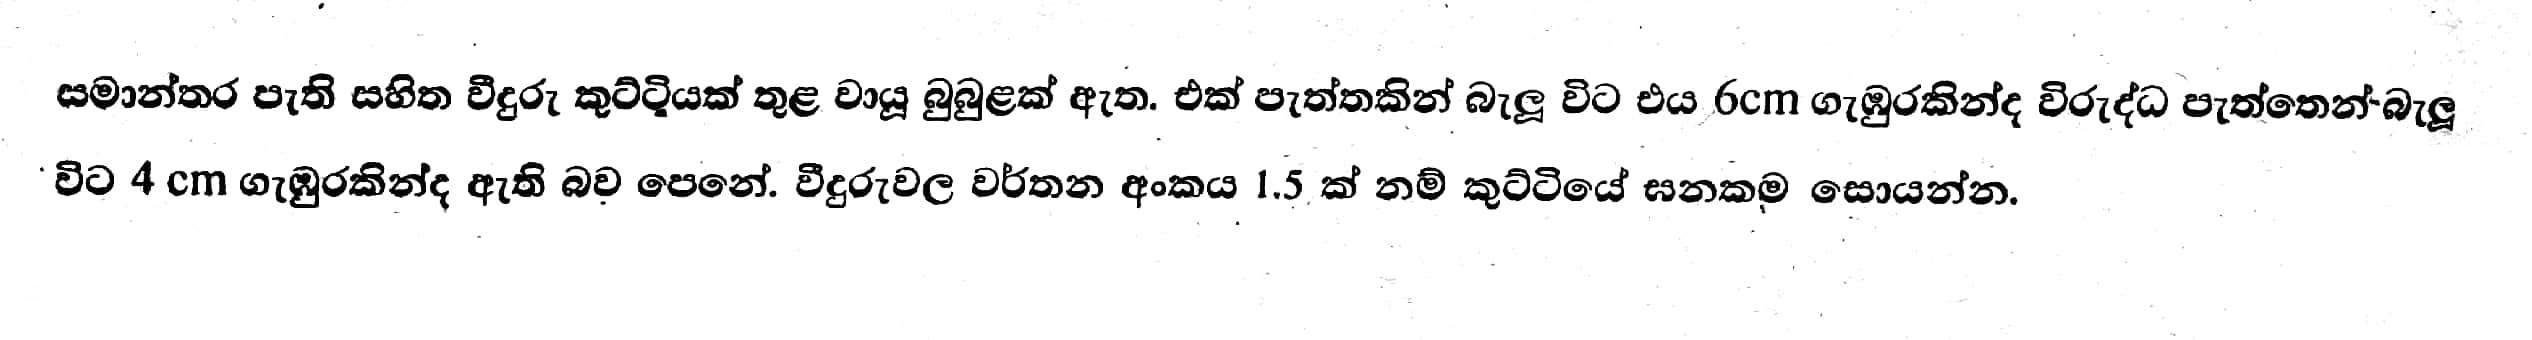 සමාන්තර පැති සහිත වීදුරු කුට්ටියක් තුළ වායු බුබුළක් ඇත. එක් පැත්තකින් බැලූ විට එය 6cm ගැඹුරකින්ද විරුද්ධ පැත්තෙන් බැලූ
විට 4 cm ගැඹුරකින්ද ඇති බව පෙනේ. වීදුරුවල වර්තන අංකය 1.5 ක් නම් කුට්ටියේ ඝනකම සොයන්න.